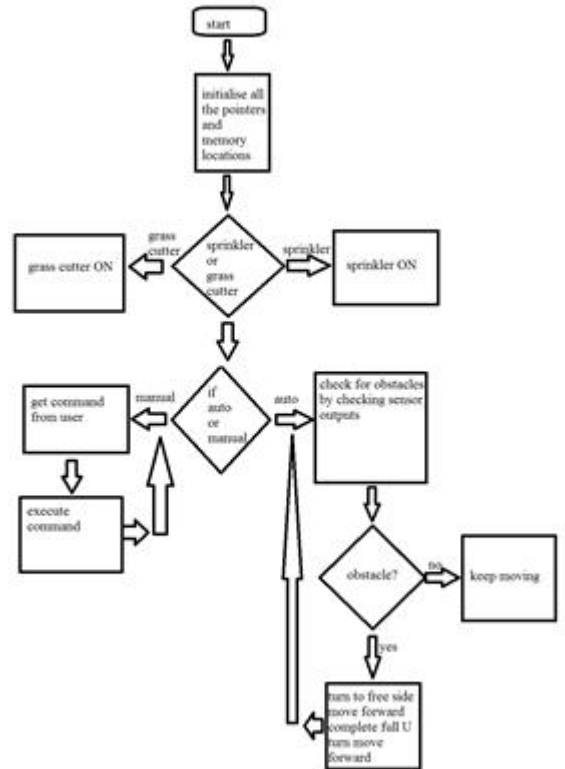 start
initialise all
the pointers
and
memory
locations
grass
cutter
sprinkler
or
grass
cutter
sprinkler
grass cutter ON
sprinkler ON
manual
if
auto
or
manual
auto
get command
from user
check for obstacles
by checking sensor
outputs
execute
command
obstacle?
no
keep moving
yes
turn to free side
move forward
complete full U
turn move
forward